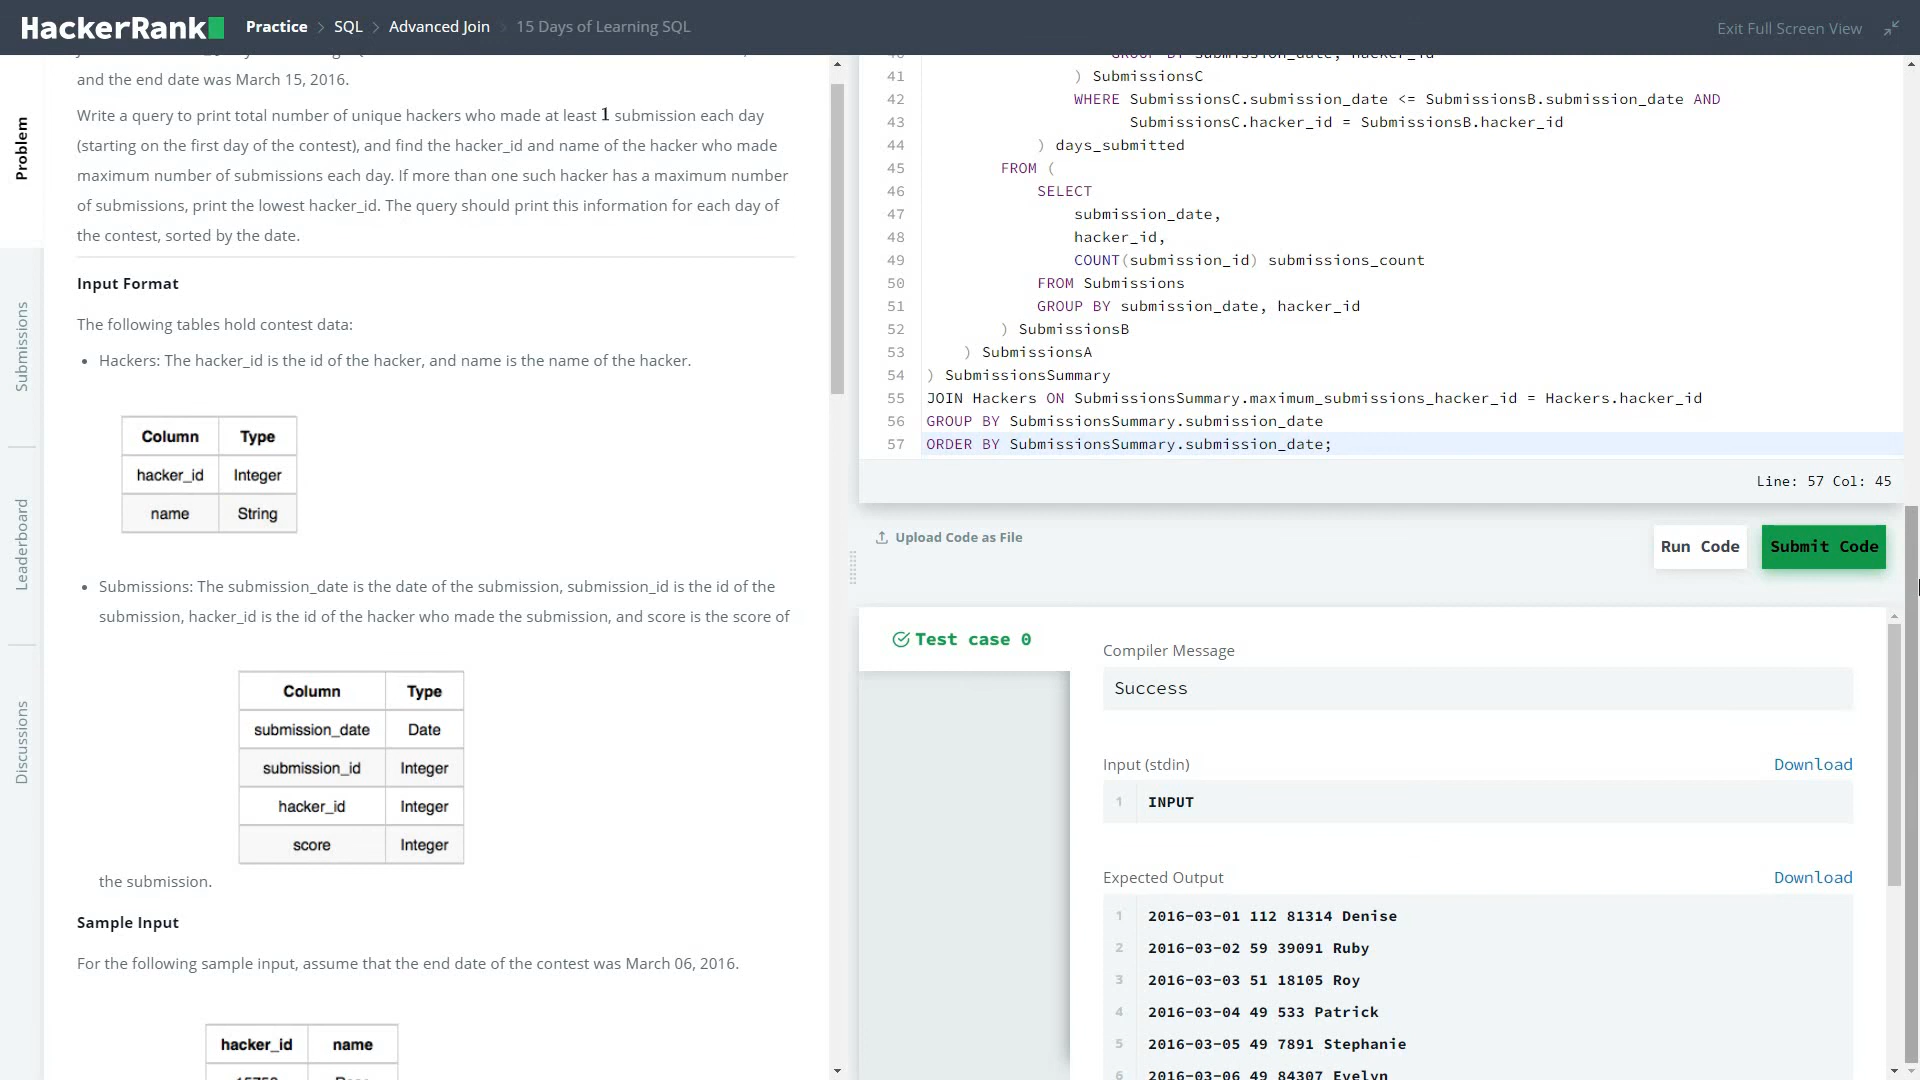 HackerRank
Practice > SQL > Advanced Join > 15 Days of Learning SQL
Exit Full Screen View
Problem
Submissions
Leaderboard
Discussions
and the end date was March 15, 2016.
Write a query to print total number of unique hackers who made at least 1 submission each day
(starting on the first day of the contest), and find the hacker_id and name of the hacker who made
maximum number of submissions each day. If more than one such hacker has a maximum number
of submissions, print the lowest hacker_id. The query should print this information for each day of
the contest, sorted by the date.
Input Format
The following tables hold contest data:
• Hackers: The hacker_id is the id of the hacker, and name is the name of the hacker.
Column Type
hacker_id Integer
name String
• Submissions: The submission_date is the date of the submission, submission_id is the id of the
submission, hacker_id is the id of the hacker who made the submission, and score is the score of
Column Type
submission_date Date
submission_id Integer
hacker_id Integer
score Integer
the submission.
Sample Input
For the following sample input, assume that the end date of the contest was March 06, 2016.
hacker_id name
40 GROUP BY submission_date, hacker_id
41 ) SubmissionsC
42 WHERE SubmissionsC.submission_date <= SubmissionsB.submission_date AND
43 SubmissionsC.hacker_id = SubmissionsB.hacker_id
44 ) days_submitted
45 FROM (
46 SELECT
47 submission_date,
48 hacker_id,
49 COUNT(submission_id) submissions_count
50 FROM Submissions
51 GROUP BY submission_date, hacker_id
52 ) SubmissionsB
53 ) SubmissionsA
54 ) SubmissionsSummary
55 JOIN Hackers ON SubmissionsSummary.maximum_submissions_hacker_id = Hackers.hacker_id
56 GROUP BY SubmissionsSummary.submission_date
57 ORDER BY SubmissionsSummary.submission_date;
Line: 57 Col: 45
Upload Code as File
Run Code
Submit Code
Test case 0
Compiler Message
Success
Input (stdin)
Download
1 INPUT
Expected Output
Download
1 2016-03-01 112 81314 Denise
2 2016-03-02 59 39091 Ruby
3 2016-03-03 51 18105 Roy
4 2016-03-04 49 533 Patrick
5 2016-03-05 49 7891 Stephanie
6 2016-03-06 49 84307 Evelyn